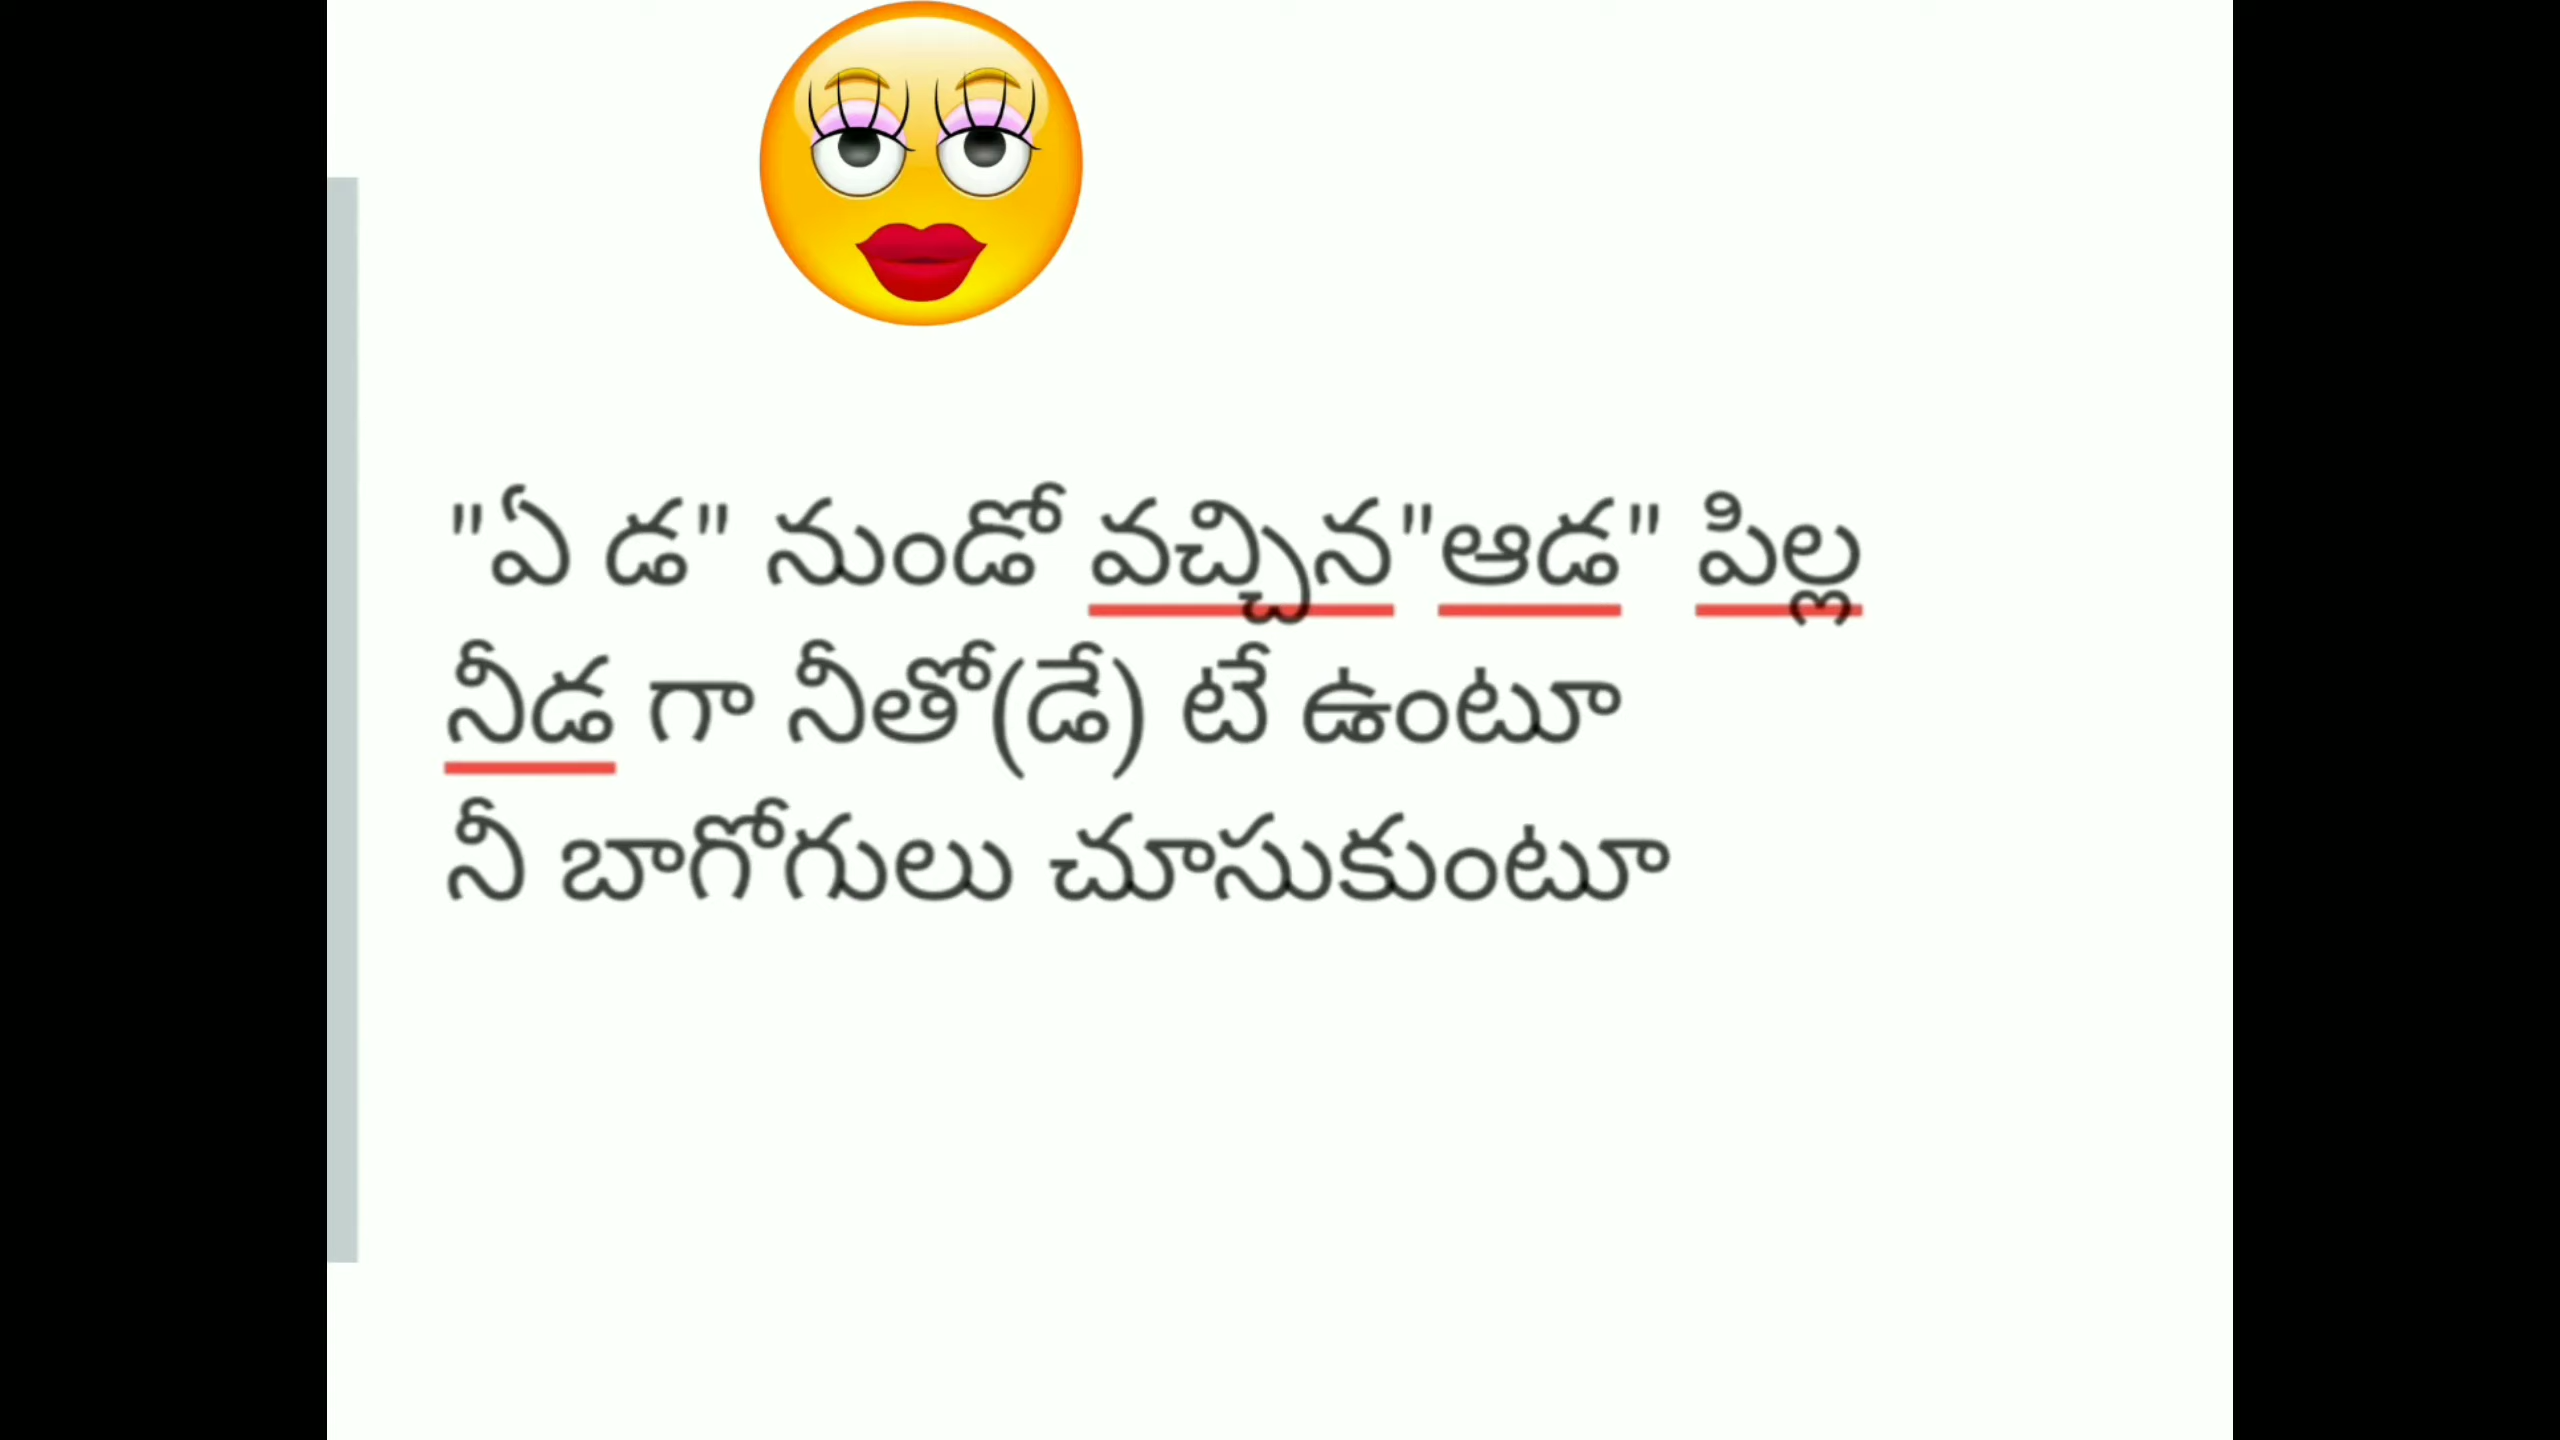 "ఏ డ" నుండో వచ్చిన"ఆడ" పిల్ల
నీడ గా నీతో(డే) టే ఉంటూ
నీ బాగోగులు చూసుకుంటూ